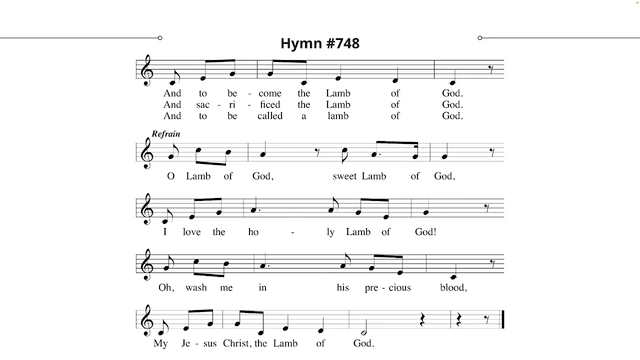 Hymn #748
And to be - come the Lamb of God.
And sac - ri - ficed the Lamb of God.
And to be called a lamb of God.
Refrain
O Lamb of God, sweet Lamb of God,
I love the ho - ly Lamb of God!
Oh, wash me in his pre - cious blood,
My Je - sus Christ, the Lamb of God.